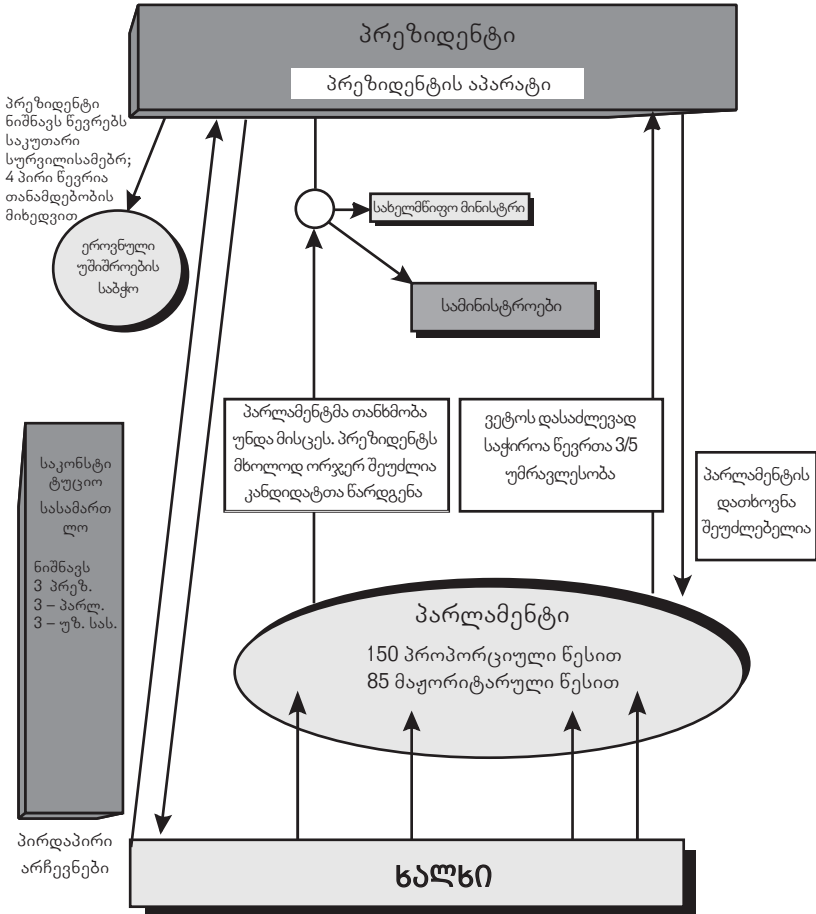 პრეზიდენტი
პრეზიდენტის აპარატი
პრეზიდენტი
ნიშნავს წევრებს
საკუთარი
სურვილისამებრ;
4 პირი წევრია
თანამდებობის
მიხედვით
ეროვნული
უშიშროების
საბჭო
სახელმწიფო მინისტრი
სამინისტროები
პარლამენტმა თანხმობა
უნდა მისცეს. პრეზიდენტს
მხოლოდ ორჯერ შეუძლია
კანდიდატთა წარდგენა
ვეტოს დასაძლევად
საჭიროა წევრთა 3/5
უმრავლესობა
პარლამენტის
დათხოვნა
შეუძლებელია
საკონსტი
ტუციო
სასამართ
ლო
ნიშნავს
3 პრეზ.
3 – პარლ.
3 – უზ. სას.
პარლამენტი
150 პროპორციული წესით
85 მაჟორიტარული წესით
პირდაპირი
არჩევნები
ხალხი